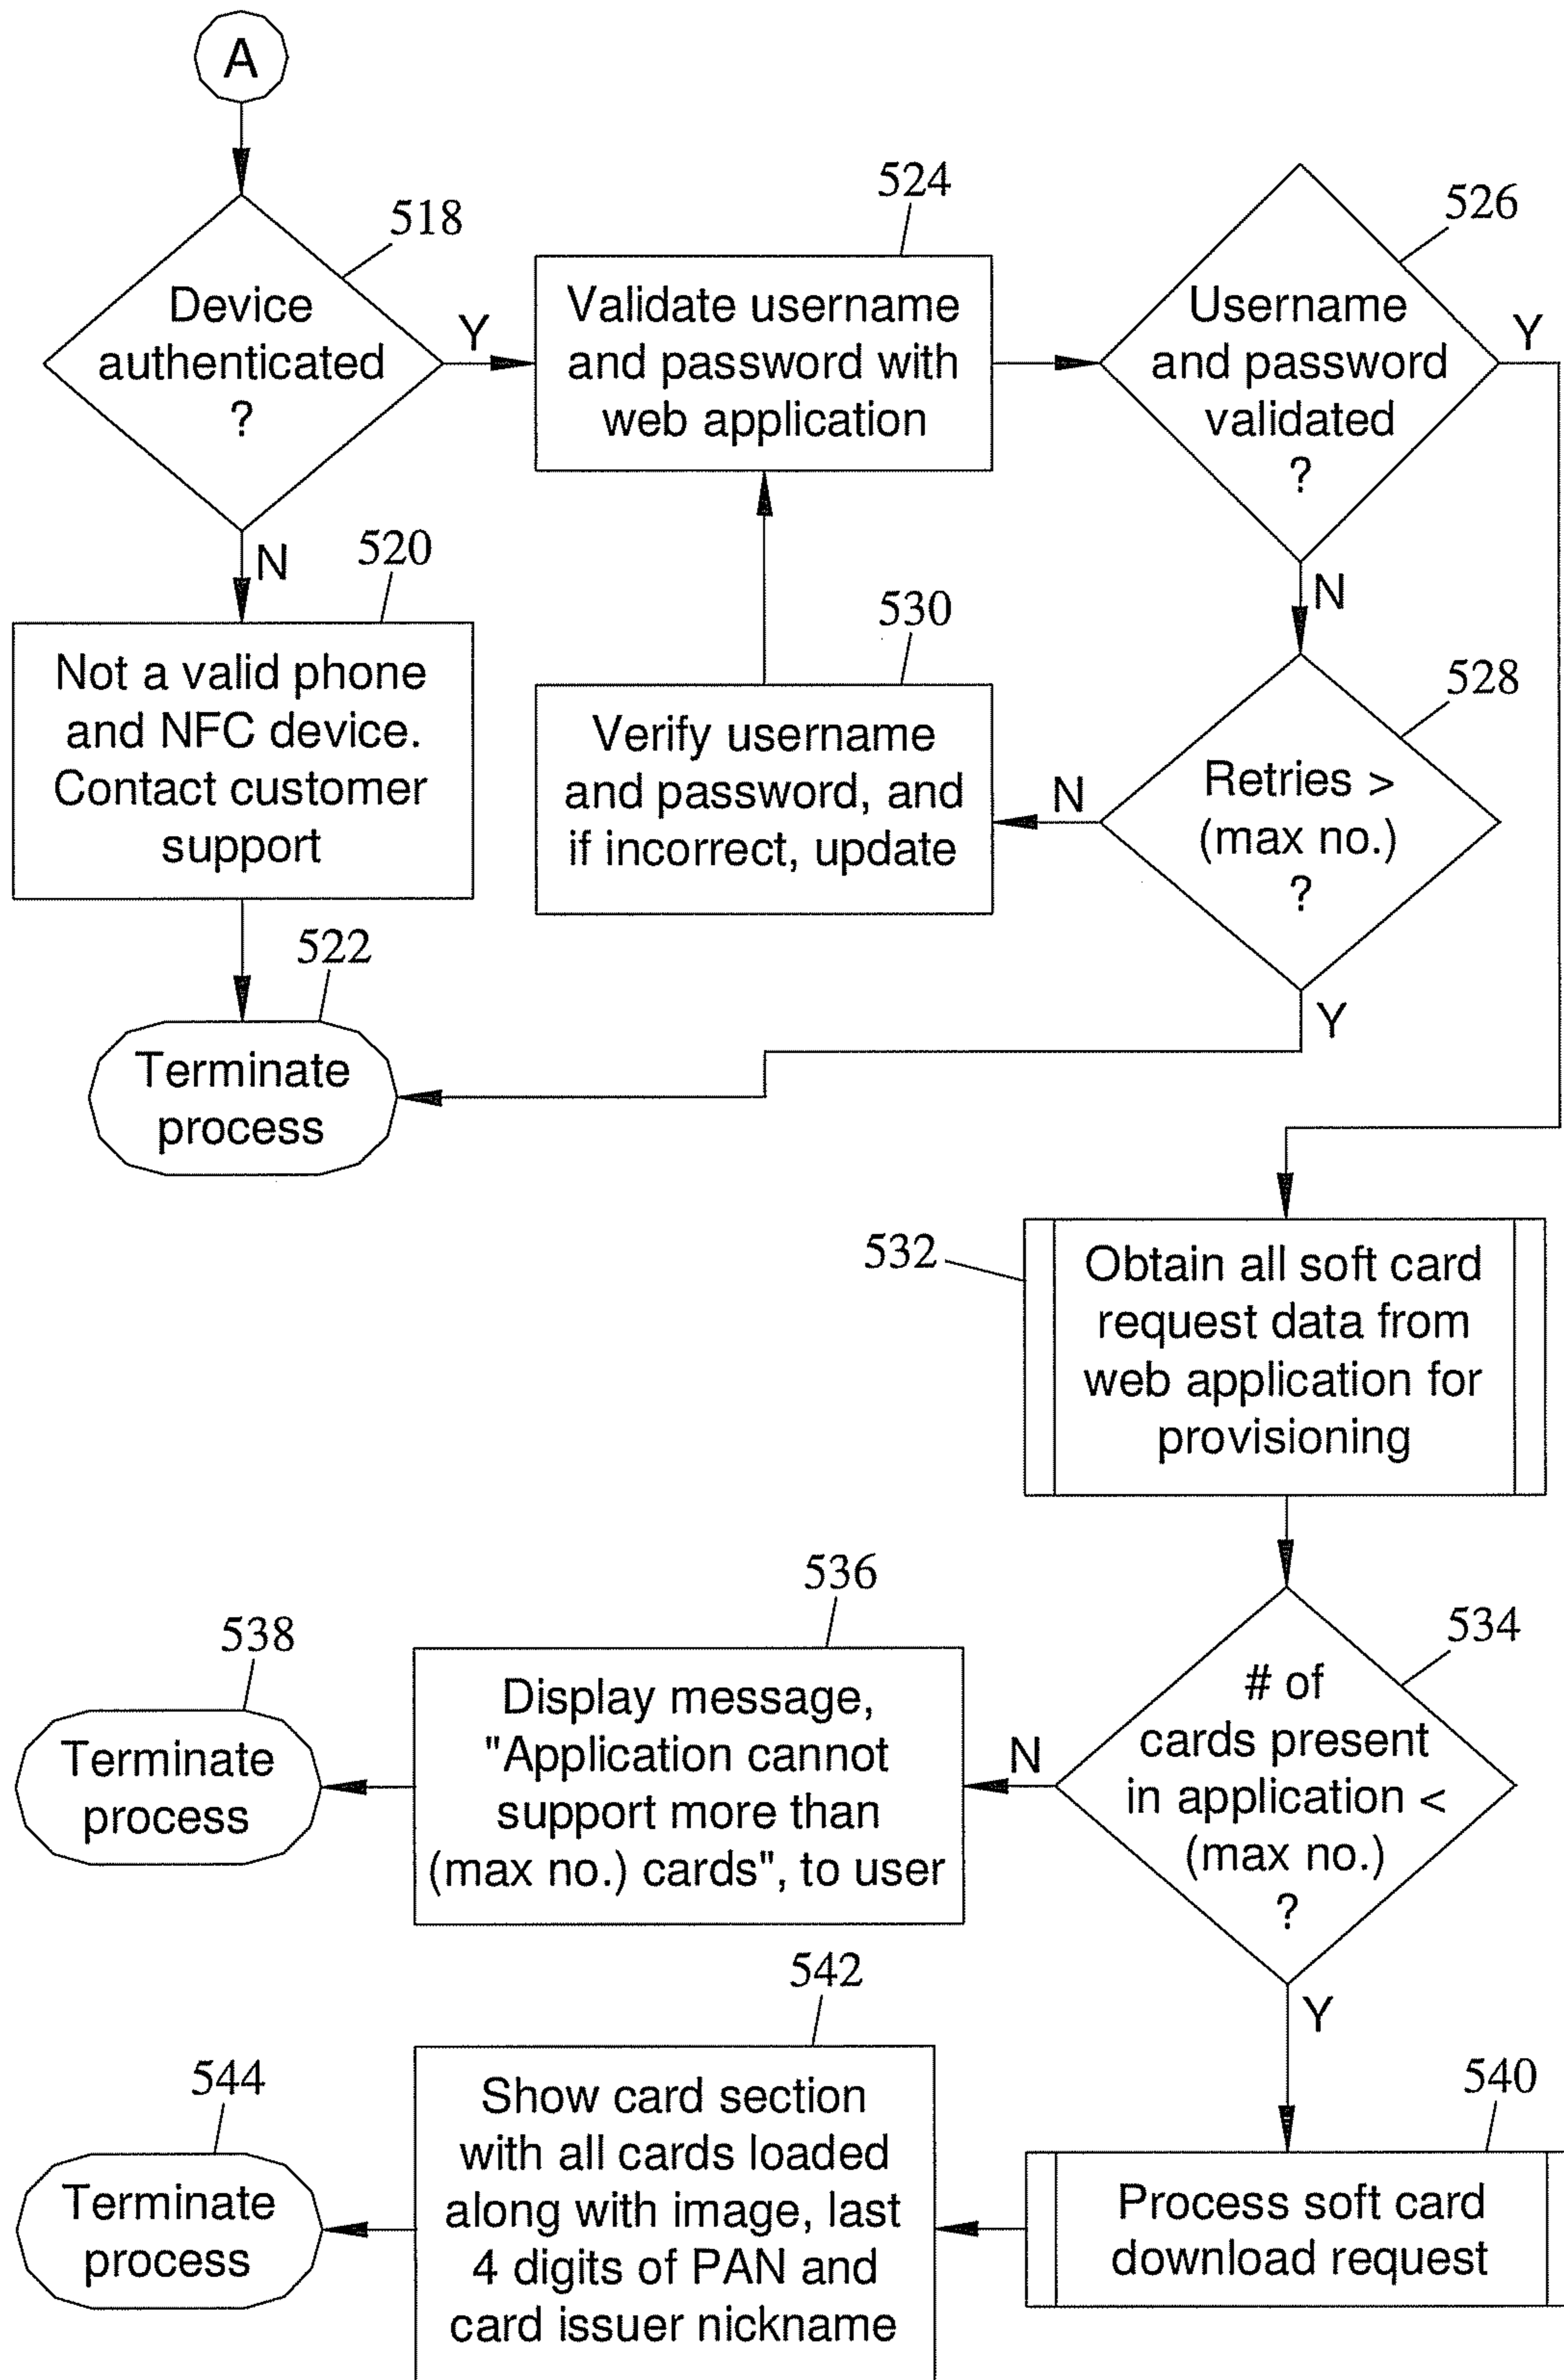 A
518
Device
authenticated
?
Y
N
524
Validate username
and password with
web application
526
Username
and password
validated
?
Y
N
520
Not a valid phone
and NFC device.
Contact customer
support
522
Terminate
process
530
Verify username
and password, and
if incorrect, update
528
Retries >
(max no.)
?
N
Y
532
Obtain all soft card
request data from
web application for
provisioning
534
# of
cards present
in application <
(max no.)
?
N
Y
536
Display message,
"Application cannot
support more than
(max no.) cards", to user
538
Terminate
process
540
Process soft card
download request
542
Show card section
with all cards loaded
along with image, last
4 digits of PAN and
card issuer nickname
544
Terminate
process